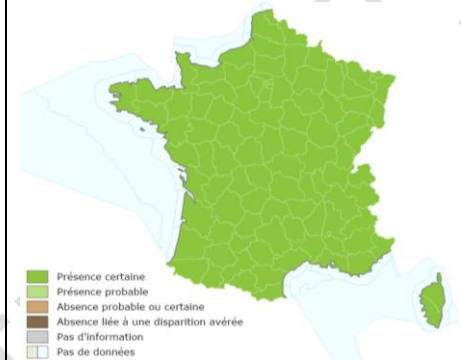 Présence certaine
Présence probable
Absence probable ou certaine
Absence liée à une disparition avérée
Pas d'information
Pas de données